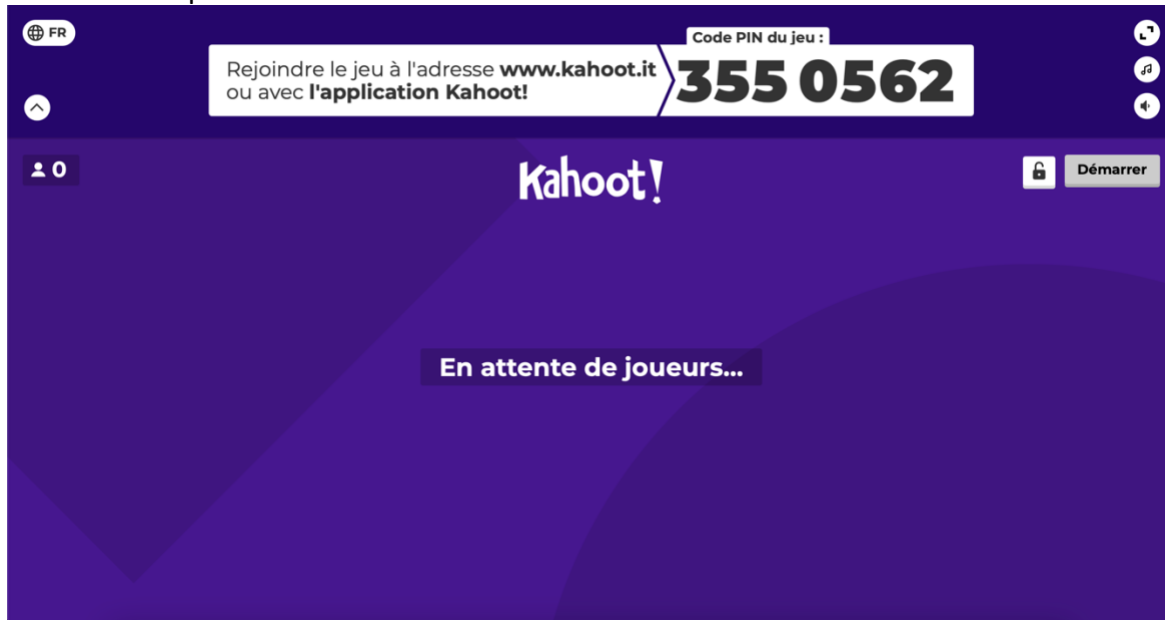 FR
Code PIN du jeu :
Rejoindre le jeu à l'adresse www.kahoot.it
ou avec l'application Kahoot!
355 0562
0
Kahoot!
Démarrer
En attente de joueurs...